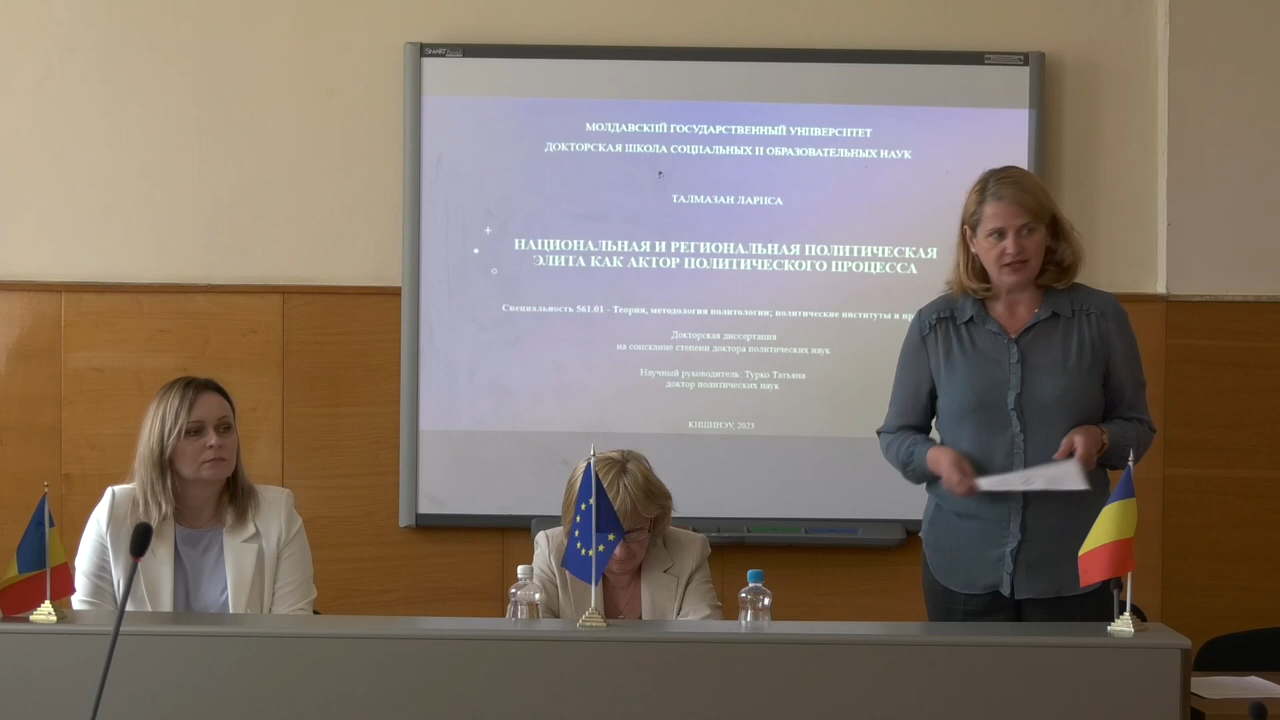 SMART
МОЛДАВСКИЙ ГОСУДАРСТВЕННЫЙ УНИВЕРСИТЕТ
ДОКТОРСКАЯ ШКОЛА СОЦИАЛЬНЫХ И ОБРАЗОВАТЕЛЬНЫХ НАУК
ТАЛМАЗАН ЛАРИСА
НАЦИОНАЛЬНАЯ И РЕГИОНАЛЬНАЯ ПОЛИТИЧЕСКАЯ
ЭЛИТА КАК АКТОР ПОЛИТИЧЕСКОГО ПРОЦЕССА
Специальность 561.01 - Теория, методология политологии; политические институты и пр
Докторская диссертация
на соискание степени доктора политических наук
Научный руководитель: Турко Татьяна
доктор политических наук
КИШИНЭУ, 2023